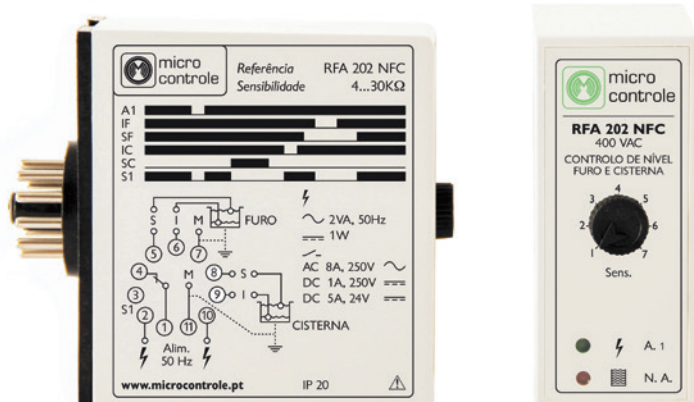 micro
controle
Referência RFA 202 NFC
Sensibilidade 4...30KΩ
A1
IF
SF
IC
SC
S1
S I M FURO
5 6 7
2VA, 50Hz
1W
AC 8A, 250V
DC 1A, 250V
DC 5A, 24V
4 M 8 S
3 9 I
S1 2 1 11 10
CISTERNA
Alim.
50 Hz
www.microcontrole.pt IP 20
micro
controle
RFA 202 NFC
400 VAC
CONTROLO DE NÍVEL
FURO E CISTERNA
1 2 3 4 5 6 7
Sens.
A. 1
N. A.